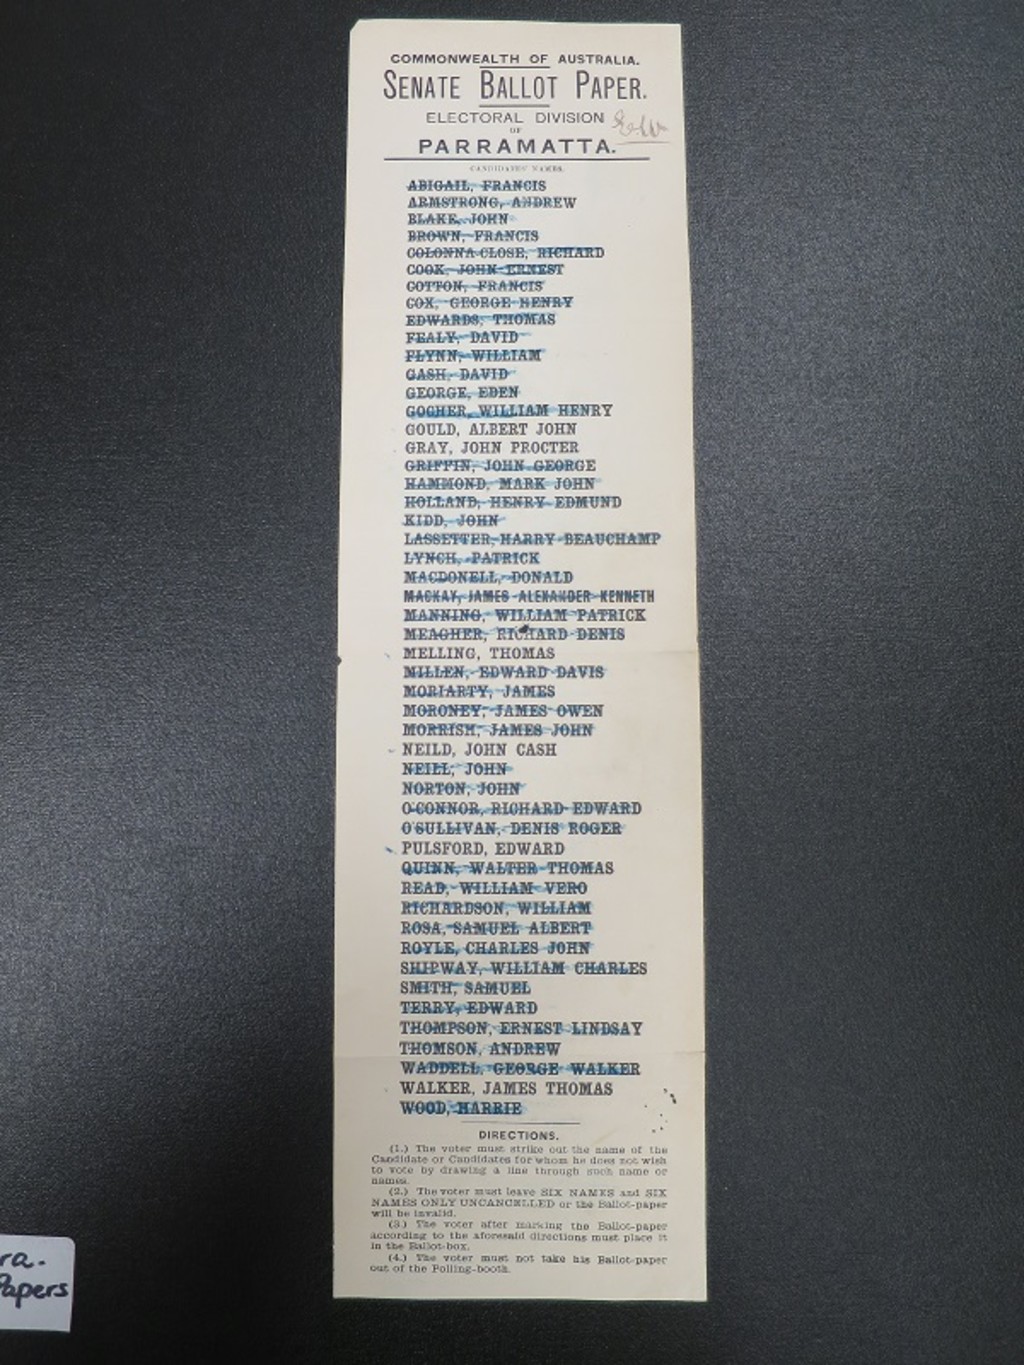 COMMONWEALTH OF AUSTRALIA.
SENATE BALLOT PAPER.
ELECTORAL DIVISION
OF
PARRAMATTA.
CANDIDATES' NAMES.
ABIGAIL, FRANCIS
ARMSTRONG, ANDREW
BLAKE, JOHN
BROWN, FRANCIS
COLONNA-CLOSE, RICHARD
COOK, JOHN ERNEST
COTTON, FRANCIS
COX, GEORGE HENRY
EDWARDS, THOMAS
FEALY, DAVID
FLYNN, WILLIAM
GASH, DAVID
GEORGE, EDEN
GOCHER, WILLIAM HENRY
GOULD, ALBERT JOHN
GRAY, JOHN PROCTER
GRIFFIN, JOHN GEORGE
HAMMOND, MARK JOHN
HOLLAND, HENRY EDMUND
KIDD, JOHN
LASSETTER, HARRY BEAUCHAMP
LYNCH, PATRICK
MACDONELL, DONALD
MACKAY, JAMES ALEXANDER KENNETH
MANNING, WILLIAM PATRICK
MEAGHER, RICHARD DENIS
MELLING, THOMAS
MILLEN, EDWARD DAVIS
MORIARTY, JAMES
MORONEY, JAMES OWEN
MORRISH, JAMES JOHN
NEILD, JOHN CASH
NEILL, JOHN
NORTON, JOHN
O'CONNOR, RICHARD EDWARD
O'SULLIVAN, DENIS ROGER
PULSFORD, EDWARD
QUINN, WALTER THOMAS
READ, WILLIAM VERO
RICHARDSON, WILLIAM
ROSA, SAMUEL ALBERT
ROYLE, CHARLES JOHN
SHIPWAY, WILLIAM CHARLES
SMITH, SAMUEL
TERRY, EDWARD
THOMPSON, ERNEST LINDSAY
THOMSON, ANDREW
WADDELL, GEORGE WALKER
WALKER, JAMES THOMAS
WOOD, HARRIE
DIRECTIONS.
(1.) The voter must strike out the name of the
Candidate or Candidates for whom he does not wish
to vote by drawing a line through such name or
names.
(2.) The voter must leave SIX NAMES and SIX
NAMES ONLY UNCANCELLED or the Ballot-paper
will be invalid.
(3.) The voter after marking the Ballot-paper
according to the aforesaid directions must place it
in the Ballot-box.
(4.) The voter must not take his Ballot-paper
out of the Polling-booth.
ra.
Papers